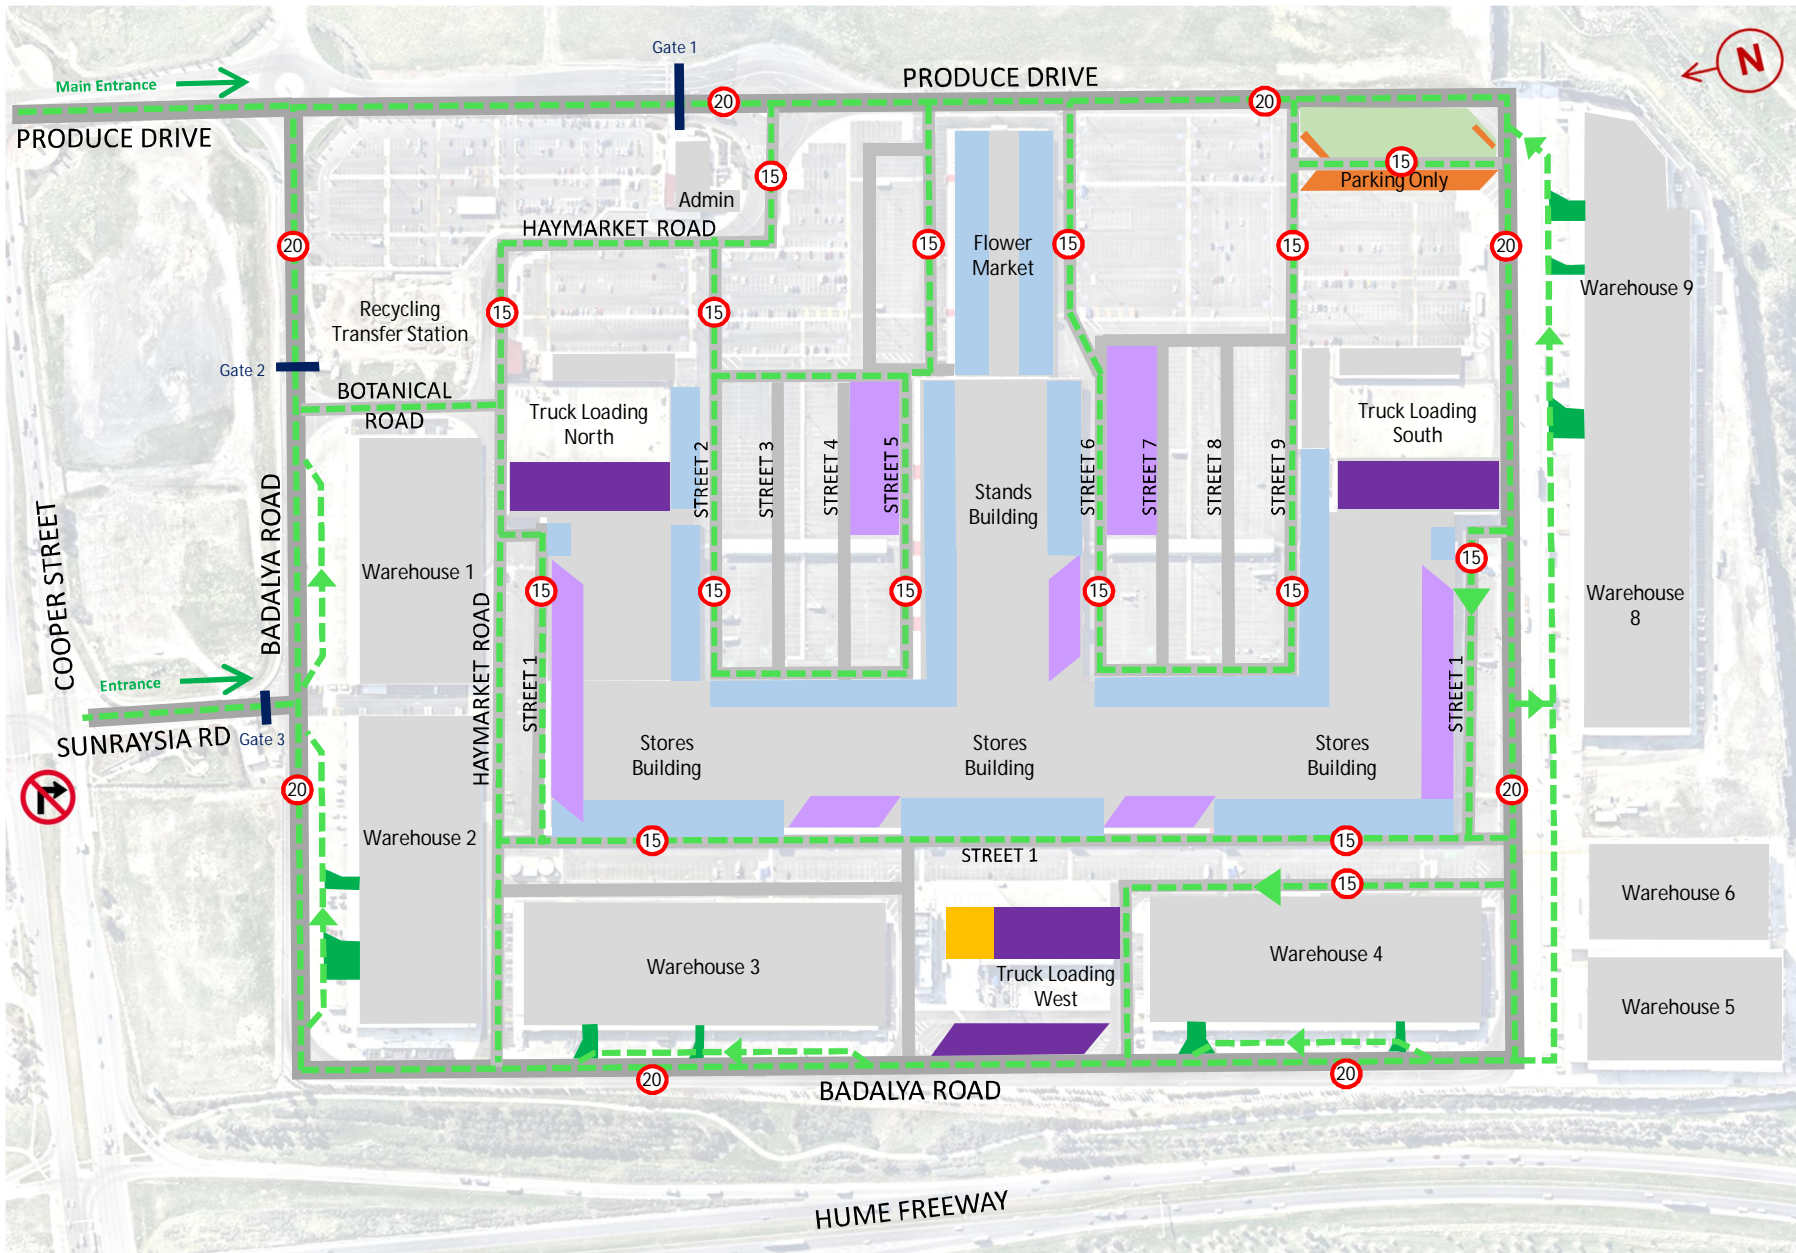 Gate 1
N
PRODUCE DRIVE
Main Entrance
20
20
PRODUCE DRIVE
15
Parking Only
15
Admin
HAYMARKET ROAD
20
15
Flower
Market
15
15
20
Warehouse 9
Recycling
Transfer Station
15
15
Gate 2
BOTANICAL
ROAD
Truck Loading
North
Truck Loading
South
STREET 2
STREET 3
STREET 4
STREET 5
STREET 6
STREET 7
STREET 8
STREET 9
Stands
Building
COOPER STREET
BADALYA ROAD
Warehouse 1
15
15
15
15
15
15
Warehouse
8
HAYMARKET ROAD
STREET 1
STREET 1
Entrance
SUNRAYSIA RD
Gate 3
Stores
Building
Stores
Building
Stores
Building
20
20
Warehouse 2
15
15
STREET 1
15
Warehouse 6
Warehouse 3
Truck Loading
West
Warehouse 4
Warehouse 5
20
20
BADALYA ROAD
HUME FREEWAY